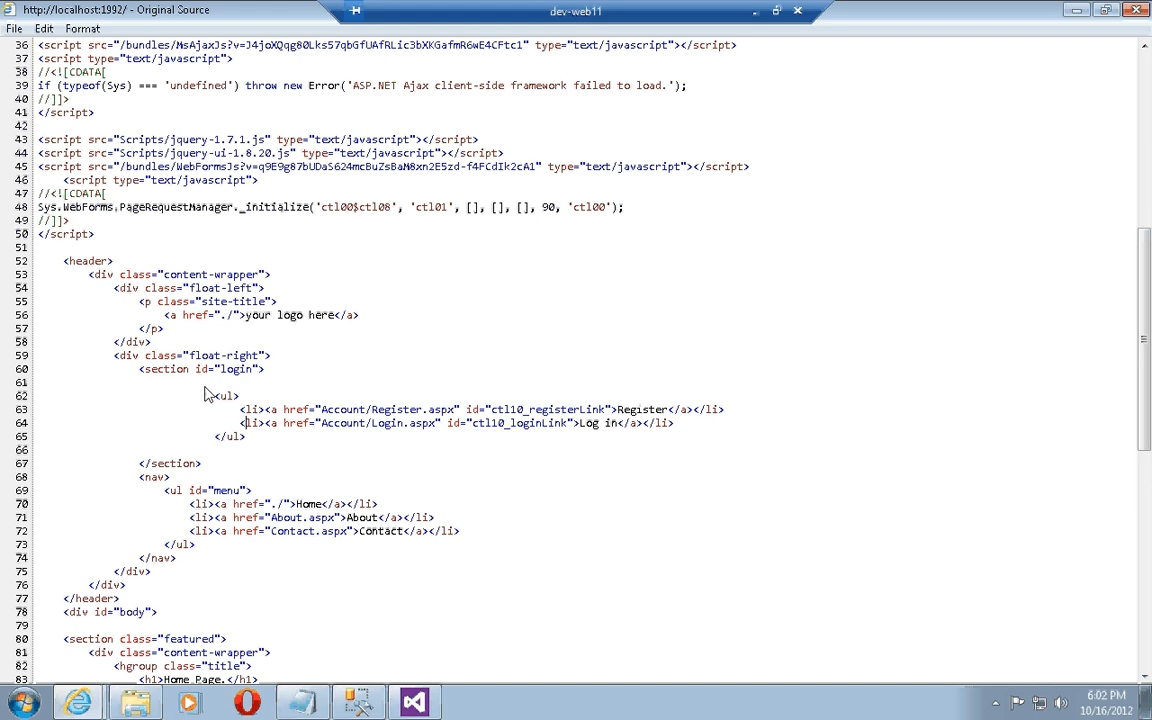 http://localhost:1992/ - Original Source
dev-web11
File Edit Format
36 <script src="/bundles/MsAjaxJs?v=J4joXQqg80Lks57qbGfUAfRLic3bXKGafmR6wE4CFtc1" type="text/javascript"></script>
37 <script type="text/javascript">
38 //<![CDATA[
39 if (typeof(Sys) === 'undefined') throw new Error('ASP.NET Ajax client-side framework failed to load.');
40 //]]>
41 </script>
42
43 <script src="Scripts/jquery-1.7.1.js" type="text/javascript"></script>
44 <script src="Scripts/jquery-ui-1.8.20.js" type="text/javascript"></script>
45 <script src="/bundles/WebFormsJs?v=q9E9g87bUDaS624mcBuZsBaM8xn2E5zd-f4FCdIk2cA1" type="text/javascript"></script>
46 <script type="text/javascript">
47 //<![CDATA[
48 Sys.WebForms.PageRequestManager._initialize('ctl00$ctl08', 'ctl01', [], [], [], 90, 'ctl00');
49 //]]>
50 </script>
51
52 <header>
53 <div class="content-wrapper">
54 <div class="float-left">
55 <p class="site-title">
56 <a href="./">your logo here</a>
57 </p>
58 </div>
59 <div class="float-right">
60 <section id="login">
61
62 <ul>
63 <li><a href="Account/Register.aspx" id="ctl10_registerLink">Register</a></li>
64 <li><a href="Account/Login.aspx" id="ctl10_loginLink">Log in</a></li>
65 </ul>
66
67 </section>
68 <nav>
69 <ul id="menu">
70 <li><a href="./">Home</a></li>
71 <li><a href="About.aspx">About</a></li>
72 <li><a href="Contact.aspx">Contact</a></li>
73 </ul>
74 </nav>
75 </div>
76 </div>
77 </header>
78 <div id="body">
79
80 <section class="featured">
81 <div class="content-wrapper">
82 <hgroup class="title">
83 <h1>Home Page.</h1>
6:02 PM
10/16/2012